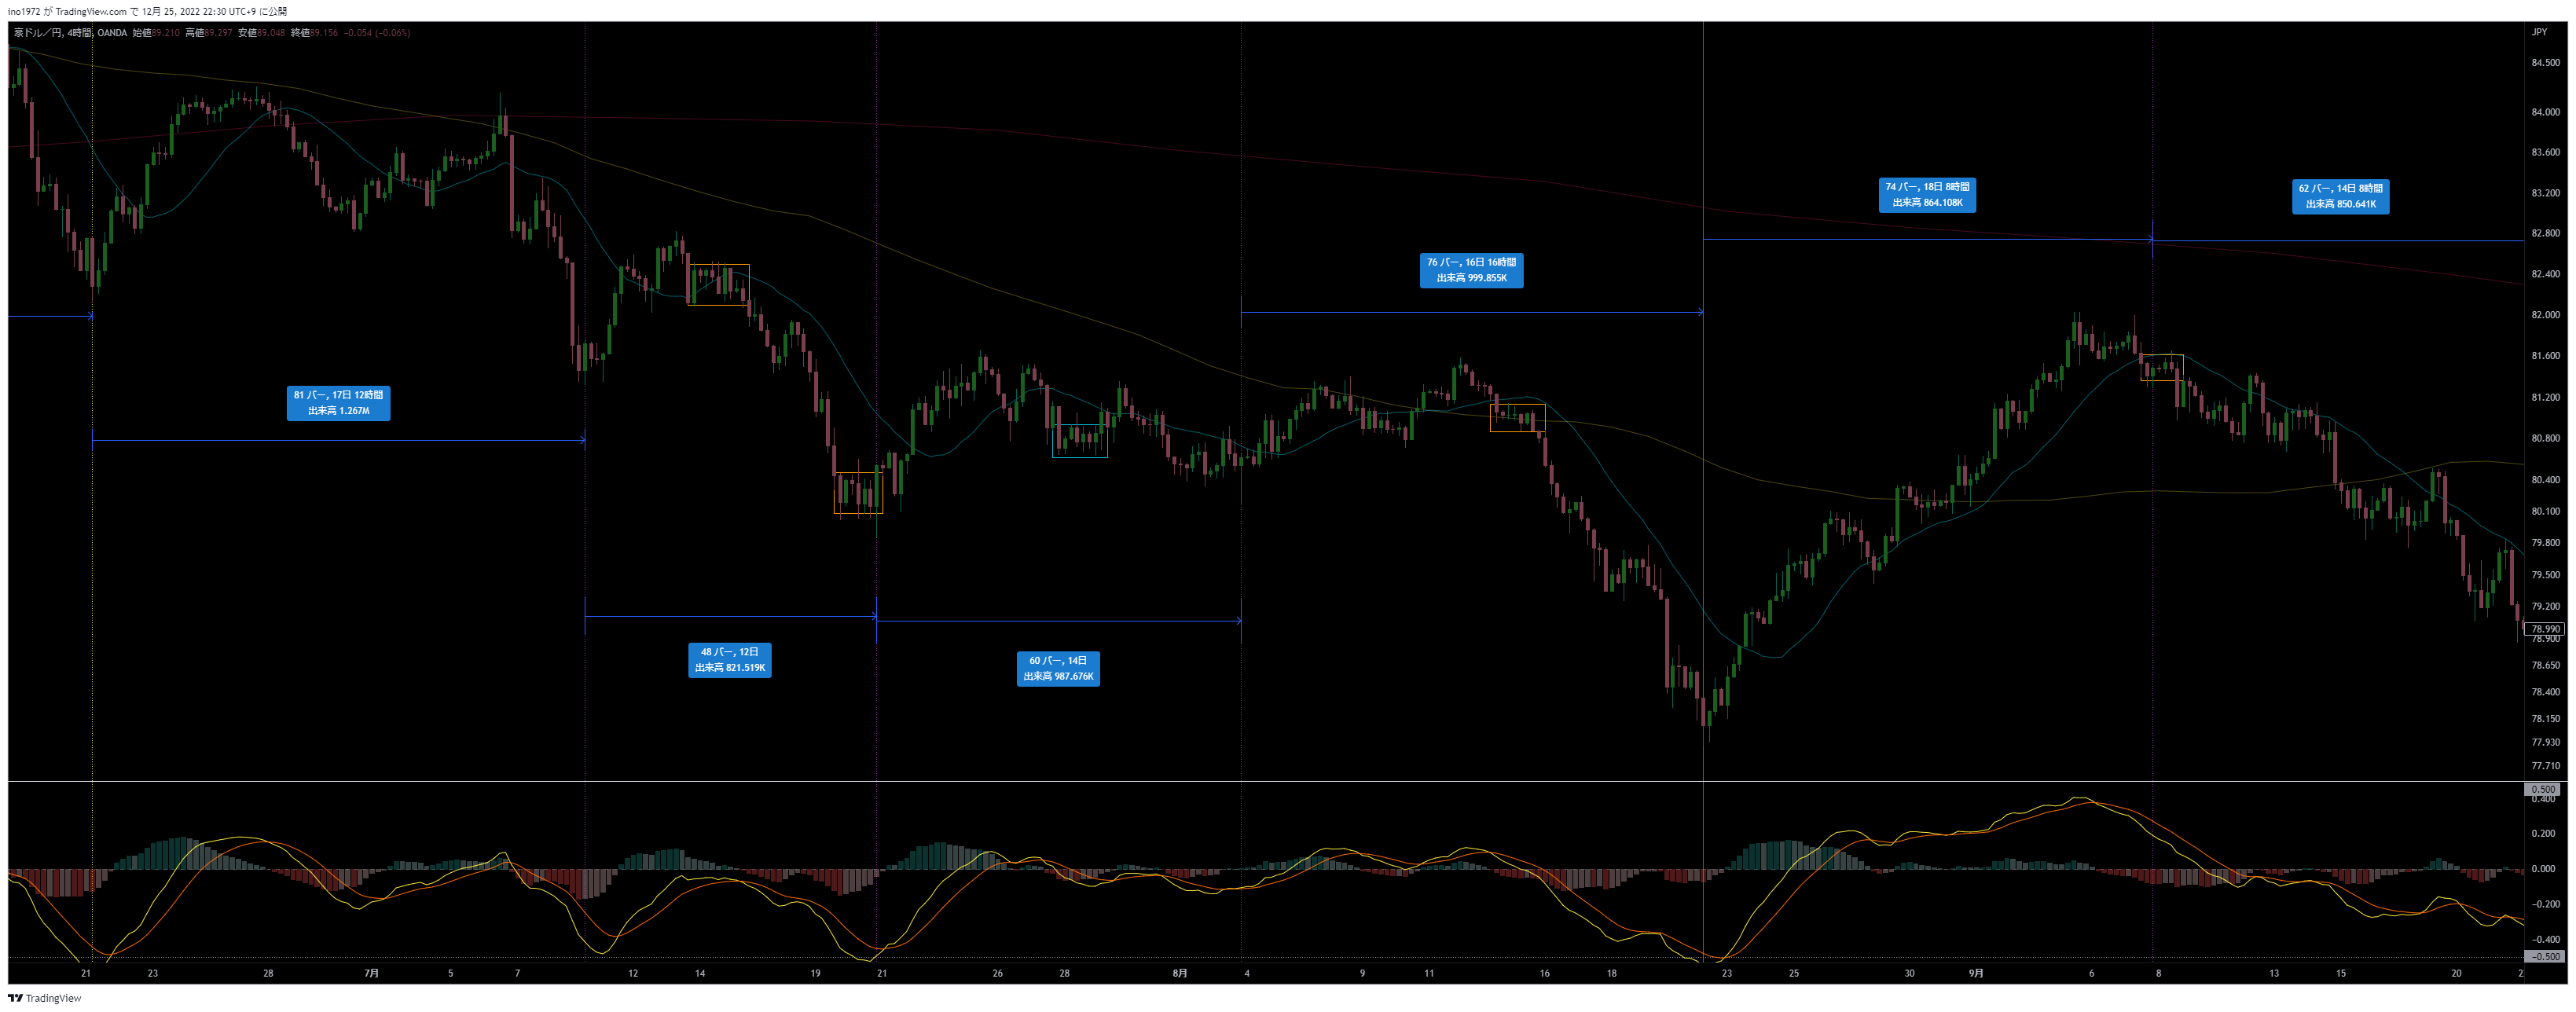 ino1972 が TradingView.com で 12月 25, 2022 22:30 UTC+9 に公開
豪ドル／円, 4時間, OANDA 始値89.210 高値89.297 安値89.048 終値89.156 −0.054 (−0.06%)
JPY
84.500
84.000
83.600
83.200
82.800
82.400
82.000
81.600
81.200
80.800
80.400
80.100
79.800
79.500
79.200
78.990
78.900
78.650
78.400
78.150
77.930
77.710
74 バー, 18日 8時間
出来高 864.108K
62 バー, 14日 8時間
出来高 850.641K
76 バー, 16日 16時間
出来高 999.855K
81 バー, 17日 12時間
出来高 1.267M
48 バー, 12日
出来高 821.519K
60 バー, 14日
出来高 987.676K
0.500
0.400
0.200
0.000
−0.200
−0.400
−0.500
21 23 28 7月 5 7 12 14 19 21 26 28 8月 4 9 11 16 18 23 25 30 9月 6 8 13 15 20
TradingView